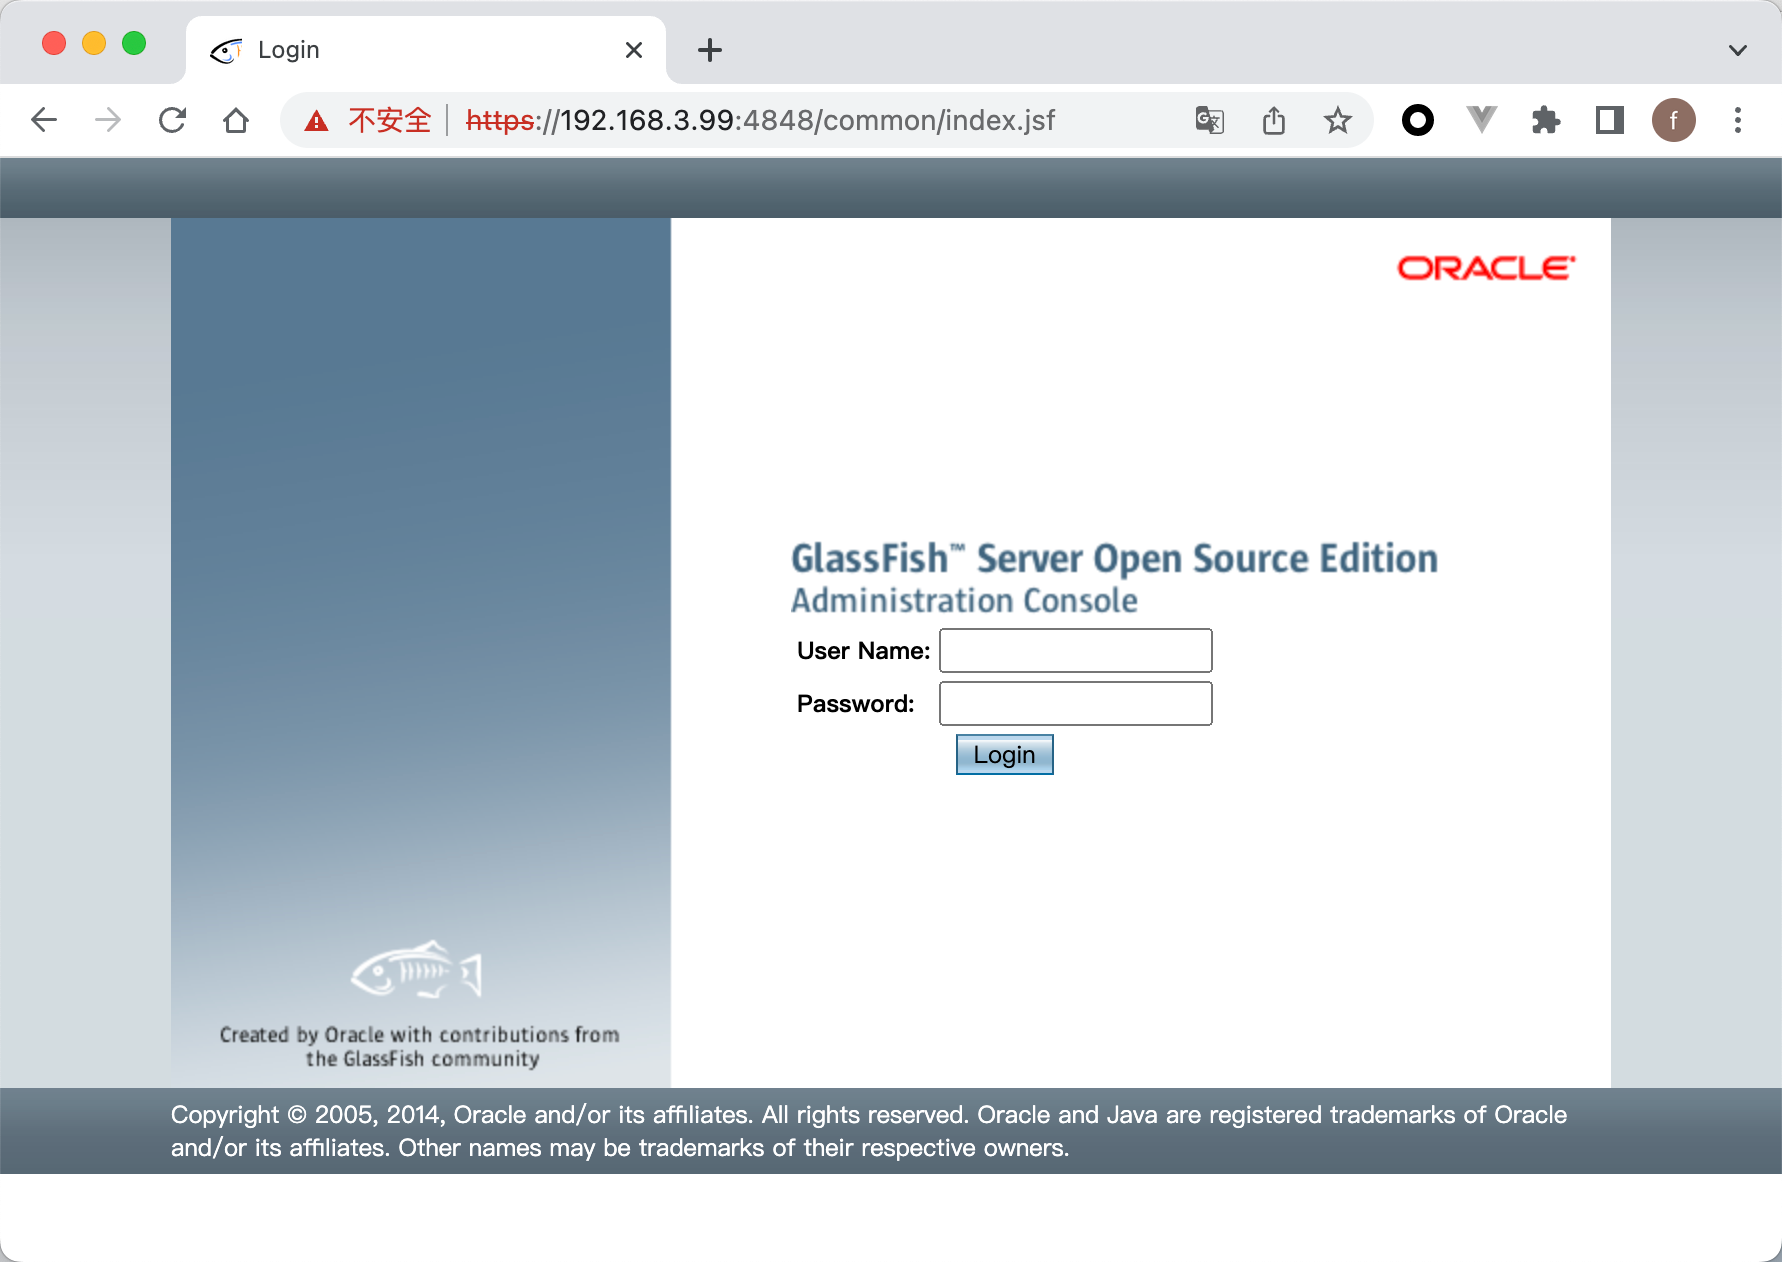 Login
不安全 https://192.168.3.99:4848/common/index.jsf
f
ORACLE
GlassFish™ Server Open Source Edition
Administration Console
User Name:
Password:
Login
Created by Oracle with contributions from
the GlassFish community
Copyright © 2005, 2014, Oracle and/or its affiliates. All rights reserved. Oracle and Java are registered trademarks of Oracle
and/or its affiliates. Other names may be trademarks of their respective owners.